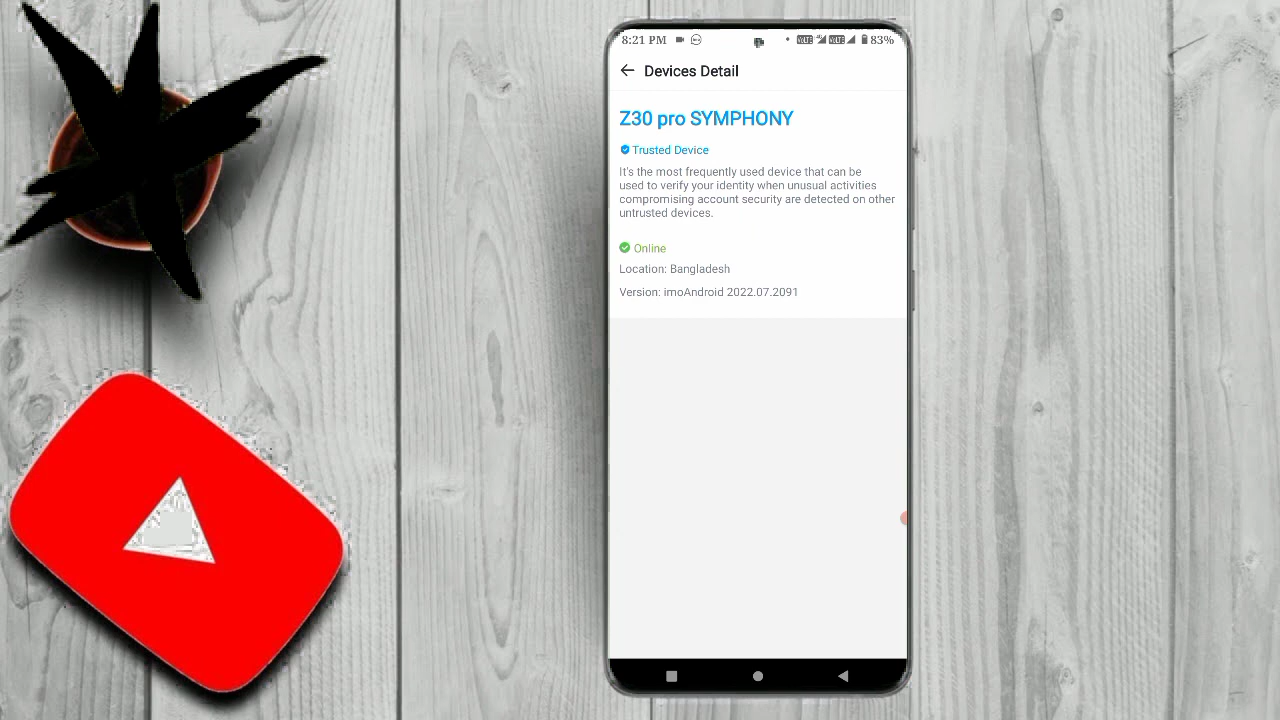 8:21 PM 83%
Devices Detail
Z30 pro SYMPHONY
Trusted Device
It's the most frequently used device that can be
used to verify your identity when unusual activities
compromising account security are detected on other
untrusted devices.
Online
Location: Bangladesh
Version: imoAndroid 2022.07.2091